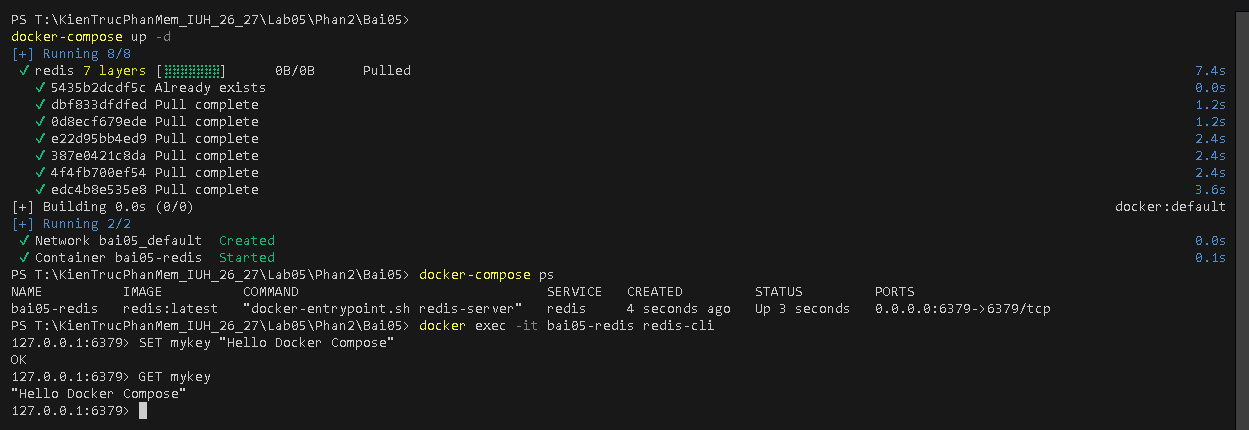 PS T:\KienTrucPhanMem_IUH_26_27\Lab05\Phan2\Bai05>
docker-compose up -d
[+] Running 8/8
✔ redis 7 layers [⣿⣿⣿⣿⣿⣿⣿] 0B/0B Pulled 7.4s
✔ 5435b2dcdf5c Already exists 0.0s
✔ dbf833dfdfed Pull complete 1.2s
✔ 0d8ecf679ede Pull complete 1.2s
✔ e22d95bb4ed9 Pull complete 2.4s
✔ 387e0421c8da Pull complete 2.4s
✔ 4f4fb700ef54 Pull complete 2.4s
✔ edc4b8e535e8 Pull complete 3.6s
[+] Building 0.0s (0/0) docker:default
[+] Running 2/2
✔ Network bai05_default Created 0.0s
✔ Container bai05-redis Started 0.1s
PS T:\KienTrucPhanMem_IUH_26_27\Lab05\Phan2\Bai05> docker-compose ps
NAME IMAGE COMMAND SERVICE CREATED STATUS PORTS
bai05-redis redis:latest "docker-entrypoint.sh redis-server" redis 4 seconds ago Up 3 seconds 0.0.0.0:6379->6379/tcp
PS T:\KienTrucPhanMem_IUH_26_27\Lab05\Phan2\Bai05> docker exec -it bai05-redis redis-cli
127.0.0.1:6379> SET mykey "Hello Docker Compose"
OK
127.0.0.1:6379> GET mykey
"Hello Docker Compose"
127.0.0.1:6379>